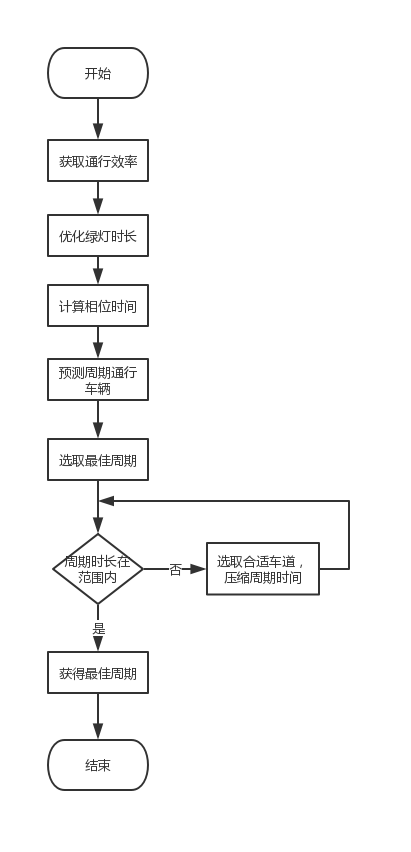 开始
获取通行效率
优化绿灯时长
计算相位时间
预测周期通行
车辆
选取最佳周期
周期时长在
范围内
否
选取合适车道，
压缩周期时间
是
获得最佳周期
结束